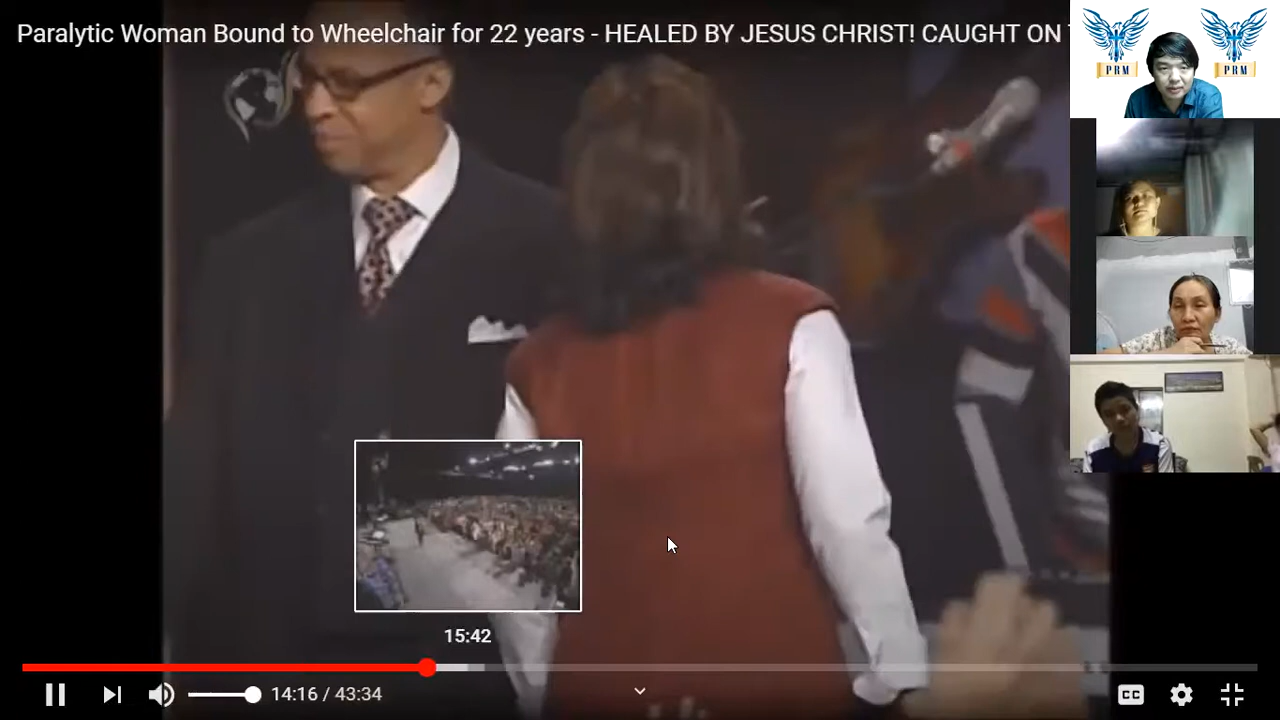 Paralytic Woman Bound to Wheelchair for 22 years - HEALED BY JESUS CHRIST! CAUGHT ON
PRM
PRM
15:42
14:16 / 43:34
CC